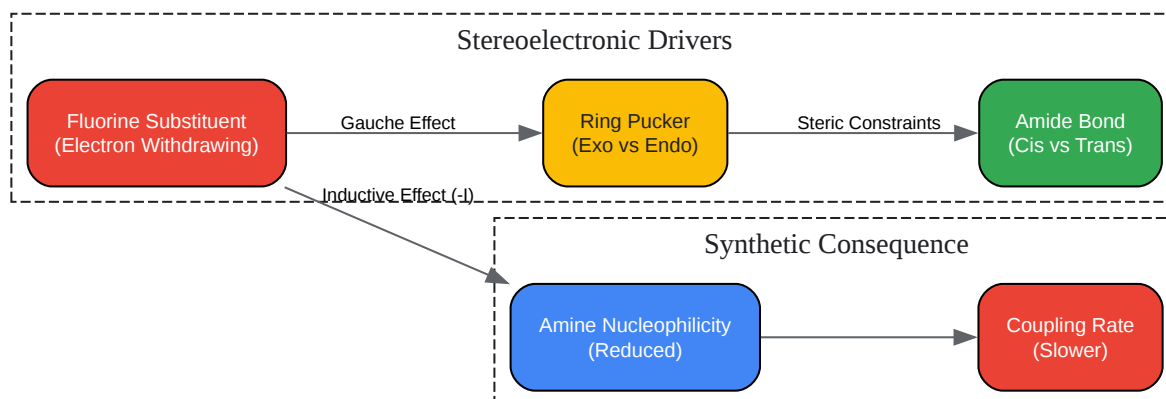 Stereoelectronic Drivers
Fluorine Substituent
(Electron Withdrawing)
Gauche Effect
Ring Pucker
(Exo vs Endo)
Steric Constraints
Amide Bond
(Cis vs Trans)
Inductive Effect (-I)
Synthetic Consequence
Amine Nucleophilicity
(Reduced)
Coupling Rate
(Slower)